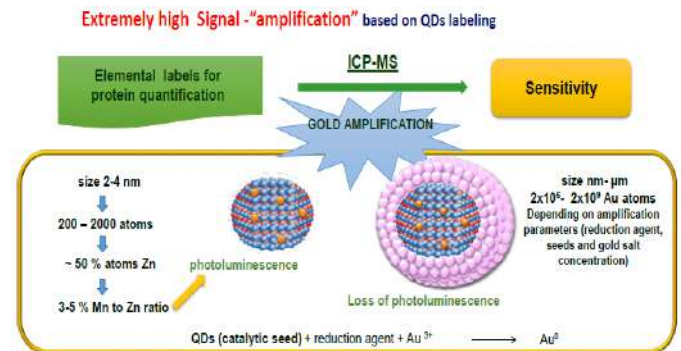 Extremely high Signal -“amplification” based on QDs labeling
ICP-MS
Elemental labels for
protein quantification
Sensitivity
GOLD AMPLIFICATION
size 2-4 nm
200 – 2000 atoms
~ 50 % atoms Zn
3-5 % Mn to Zn ratio
photoluminescence
Loss of photoluminescence
size nm- µm
2x10⁶- 2x10⁹ Au atoms
Depending on amplification
parameters (reduction agent,
seeds and gold salt
concentration)
QDs (catalytic seed) + reduction agent + Au ³⁺ → Au⁰